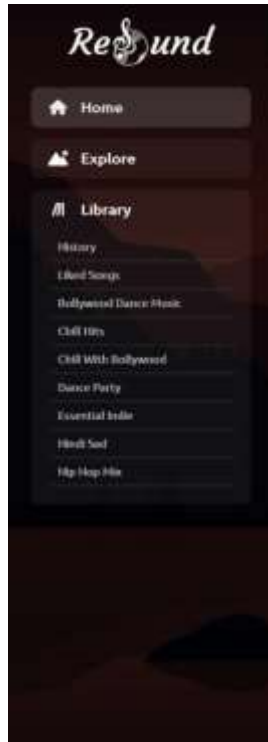 Resound
Home
Explore
Library
History
Liked Songs
Bollywood Dance Music
Chill Hits
Chill With Bollywood
Dance Party
Essential Indie
Hindi Sad
Hip Hop Mix